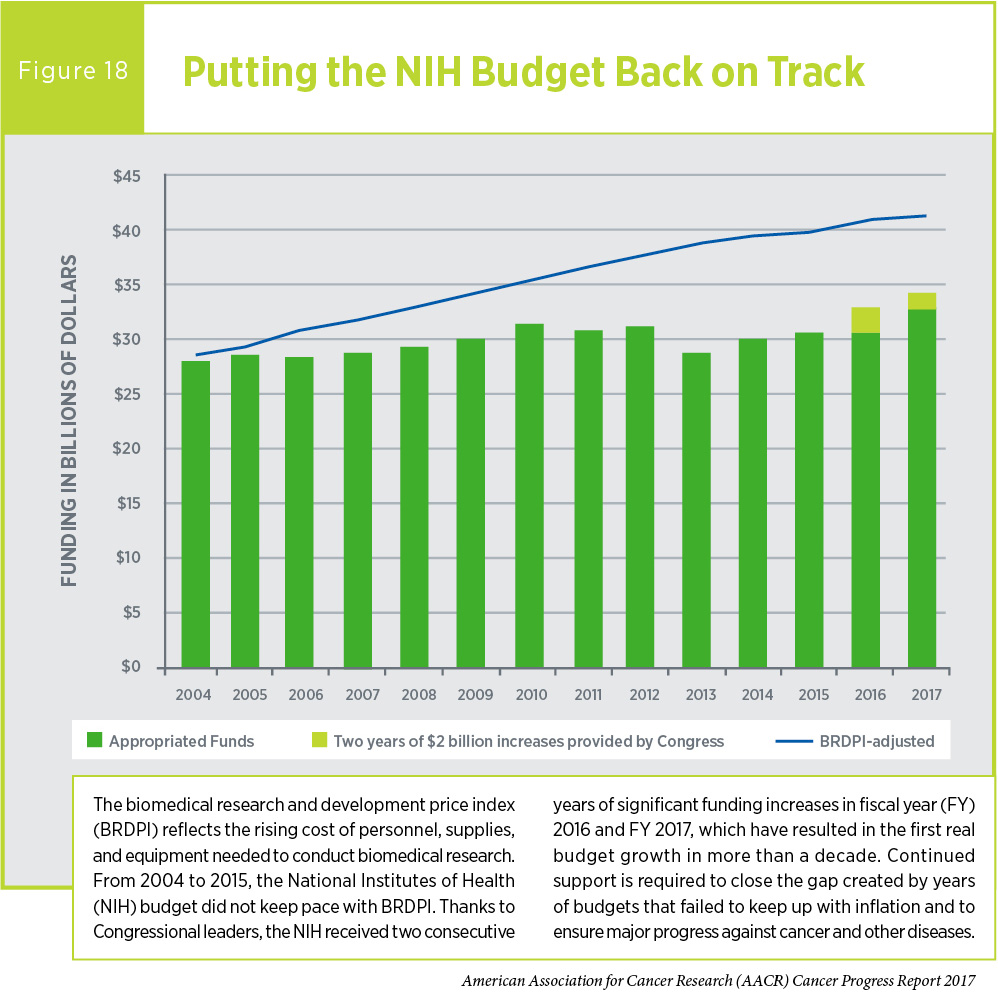 Figure 18
Putting the NIH Budget Back on Track
FUNDING IN BILLIONS OF DOLLARS
$45
$40
$35
$30
$25
$20
$15
$10
$5
$0
2004 2005 2006 2007 2008 2009 2010 2011 2012 2013 2014 2015 2016 2017
Appropriated Funds Two years of $2 billion increases provided by Congress BRDPI-adjusted
The biomedical research and development price index
(BRDPI) reflects the rising cost of personnel, supplies,
and equipment needed to conduct biomedical research.
From 2004 to 2015, the National Institutes of Health
(NIH) budget did not keep pace with BRDPI. Thanks to
Congressional leaders, the NIH received two consecutive
years of significant funding increases in fiscal year (FY)
2016 and FY 2017, which have resulted in the first real
budget growth in more than a decade. Continued
support is required to close the gap created by years
of budgets that failed to keep up with inflation and to
ensure major progress against cancer and other diseases.
American Association for Cancer Research (AACR) Cancer Progress Report 2017